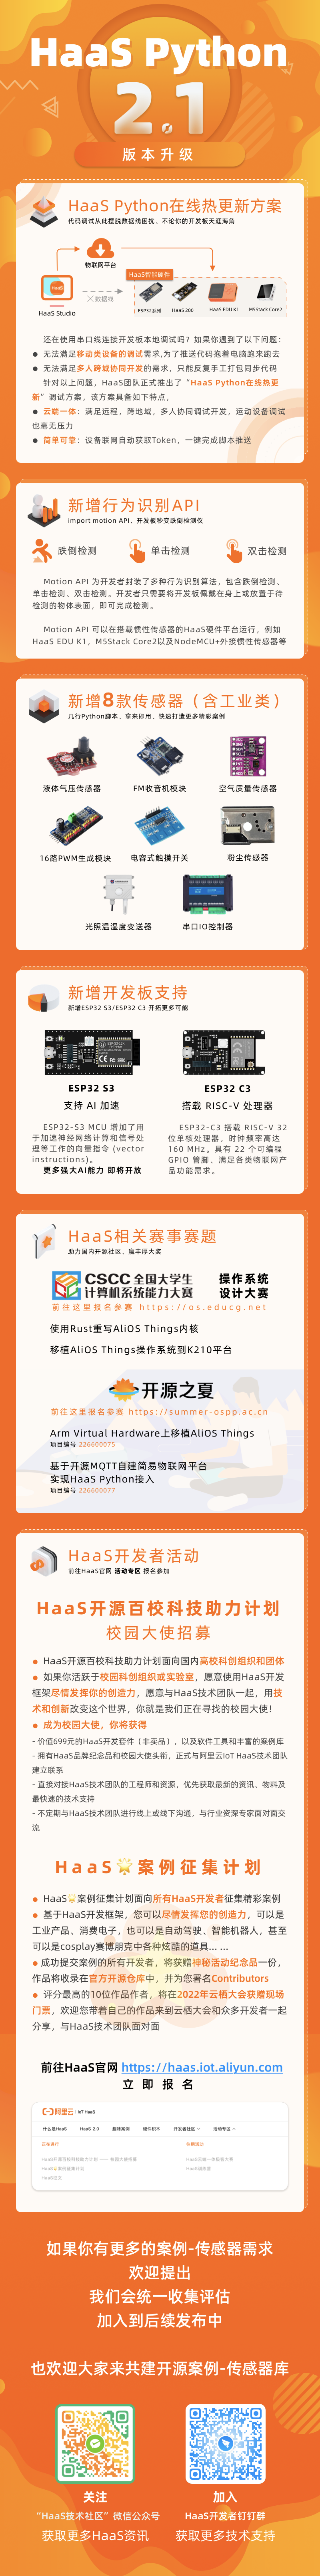 HaaS Python
2.1
版本升级
HaaS Python在线热更新方案
代码调试从此摆脱数据线困扰、不论你的开发板天涯海角
物联网平台
HaaS智能硬件
HaaS Studio
数据线
ESP32系列
HaaS 200
HaaS EDU K1
M5Stack Core2
还在使用串口线连接开发板本地调试吗？如果你遇到了以下问题：
● 无法满足移动类设备的调试需求,为了推送代码抱着电脑跑来跑去
● 无法满足多人跨城协同开发的需求，只能反复手工打包同步代码
针对以上问题，HaaS团队正式推出了“HaaS Python在线热更
新”调试方案，该方案具备如下特点，
● 云端一体：满足远程，跨地域，多人协同调试开发，运动设备调试
也毫无压力
● 简单可靠：设备联网自动获取Token，一键完成脚本推送
新增行为识别API
import motion API，开发板秒变跌倒检测仪
跌倒检测
单击检测
双击检测
Motion API 为开发者封装了多种行为识别算法，包含跌倒检测、
单击检测、双击检测。开发者只需要将开发板佩戴在身上或放置于待
检测的物体表面，即可完成检测。
Motion API 可以在搭载惯性传感器的HaaS硬件平台运行，例如
HaaS EDU K1，M5Stack Core2以及NodeMCU+外接惯性传感器等
新增8款传感器（含工业类）
几行Python脚本、拿来即用、快速打造更多精彩案例
液体气压传感器
FM收音机模块
空气质量传感器
16路PWM生成模块
电容式触摸开关
粉尘传感器
光照温湿度变送器
串口IO控制器
新增开发板支持
新增ESP32 S3/ESP32 C3 开拓更多可能
ESP32 S3
支持 AI 加速
ESP32-S3 MCU 增加了用
于加速神经网络计算和信号处
理等工作的向量指令 (vector
instructions)。
更多强大AI能力 即将开放
ESP32 C3
搭载 RISC-V 处理器
ESP32-C3 搭载 RISC-V 32
位单核处理器，时钟频率高达
160 MHz。具有 22 个可编程
GPIO 管脚、满足各类物联网产
品功能需求。
HaaS相关赛事赛题
助力国内开源社区、赢丰厚大奖
CSCC 全国大学生
计算机系统能力大赛
操作系统
设计大赛
前往这里报名参赛 https://os.educg.net
使用Rust重写AliOS Things内核
移植AliOS Things操作系统到K210平台
开源之夏
前往这里报名参赛 https://summer-ospp.ac.cn
Arm Virtual Hardware上移植AliOS Things
项目编号 226600075
基于开源MQTT自建简易物联网平台
实现HaaS Python接入
项目编号 226600077
HaaS开发者活动
前往HaaS官网 活动专区 报名参加
HaaS开源百校科技助力计划
校园大使招募
● HaaS开源百校科技助力计划面向国内高校科创组织和团体
● 如果你活跃于校园科创组织或实验室，愿意使用HaaS开发
框架尽情发挥你的创造力，愿意与HaaS技术团队一起，用技
术和创新改变这个世界，你就是我们正在寻找的校园大使！
● 成为校园大使，你将获得
- 价值699元的HaaS开发套件（非卖品），以及软件工具和丰富的案例库
- 拥有HaaS品牌纪念品和校园大使头衔，正式与阿里云IoT HaaS技术团队
建立联系
- 直接对接HaaS技术团队的工程师和资源，优先获取最新的资讯、物料及
最快速的技术支持
- 不定期与HaaS技术团队进行线上或线下沟通，与行业资深专家面对面交
流
HaaS案例征集计划
● HaaS案例征集计划面向所有HaaS开发者征集精彩案例
● 基于HaaS开发框架，您可以尽情发挥您的创造力，可以是
工业产品、消费电子，也可以是自动驾驶、智能机器人，甚至
可以是cosplay赛博朋克中各种炫酷的道具... ...
● 成功提交案例的所有开发者，将获赠神秘活动纪念品一份，
作品将收录在官方开源仓库中，并为您署名Contributors
● 评分最高的10位作品作者，将在2022年云栖大会获赠现场
门票，欢迎您带着自己的作品来到云栖大会和众多开发者一起
分享，与HaaS技术团队面对面
前往HaaS官网 https://haas.iot.aliyun.com
立即报名
阿里云 IoT HaaS
什么是HaaS HaaS 2.0 趣味案例 硬件积木 开发者社区 活动专区
正在进行
往期活动
如果你有更多的案例-传感器需求
欢迎提出
我们会统一收集评估
加入到后续发布中
也欢迎大家来共建开源案例-传感器库
关注
“HaaS技术社区”微信公众号
获取更多HaaS资讯
加入
HaaS开发者钉钉群
获取更多技术支持